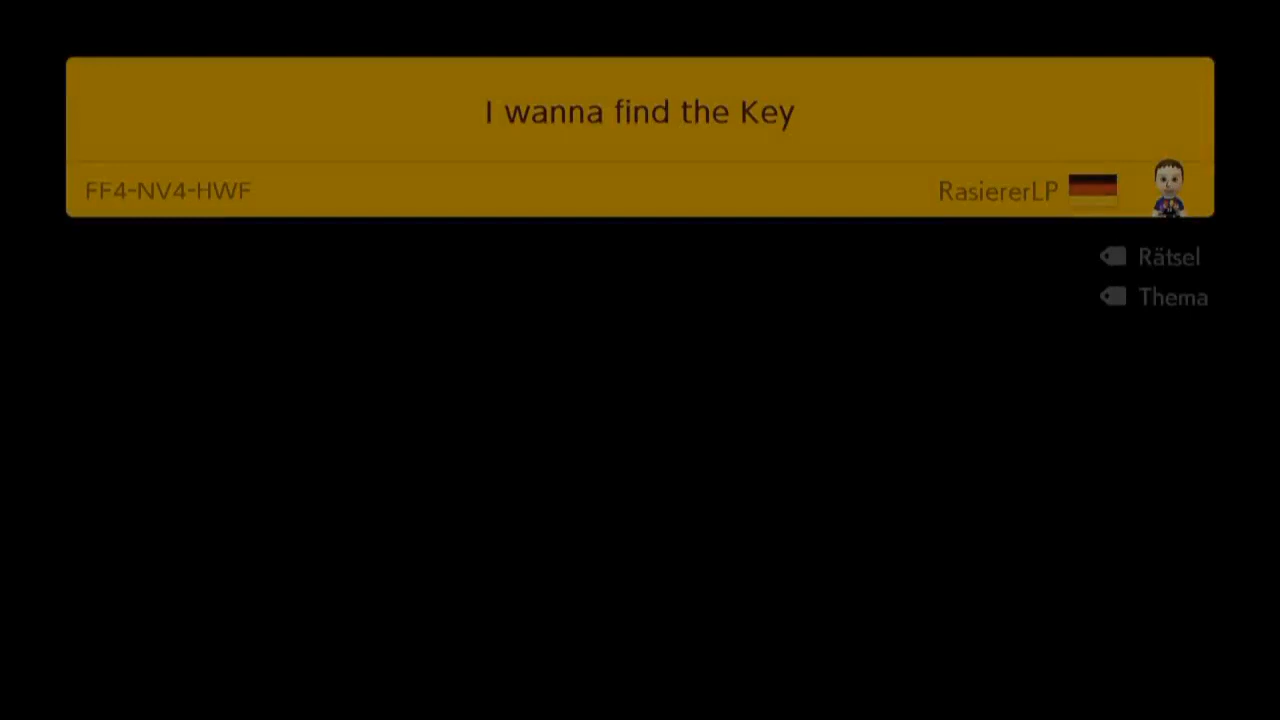 I wanna find the Key
FF4-NV4-HWF
RasiererLP
Rätsel
Thema